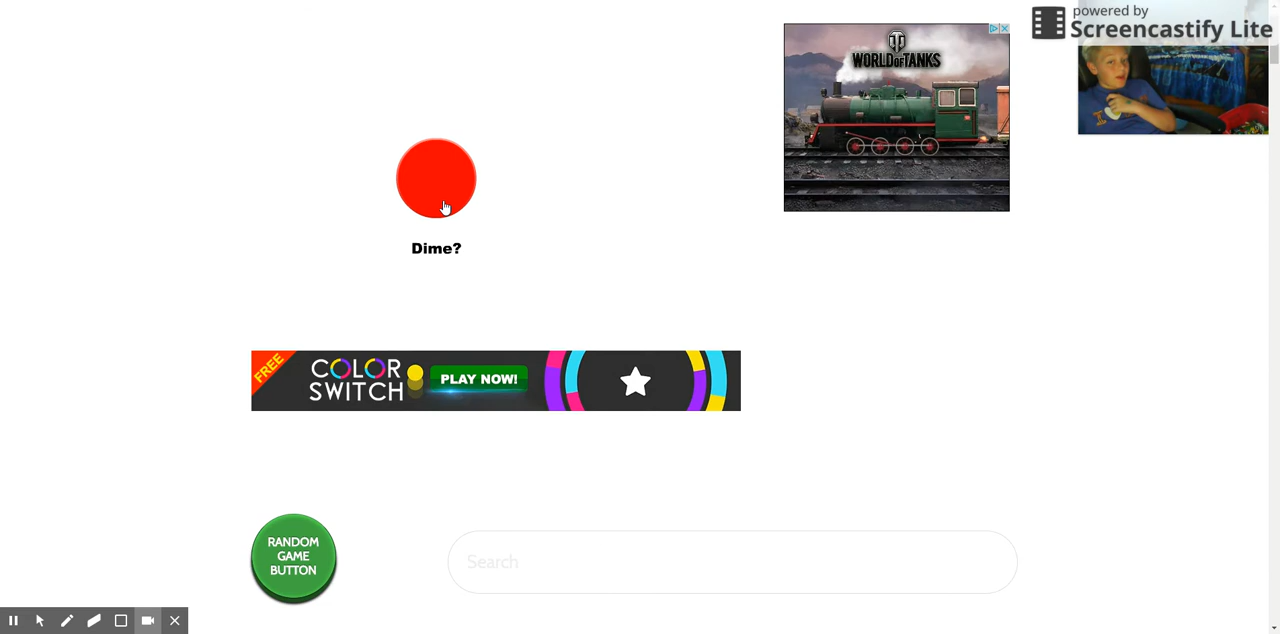 powered by
Screencastify Lite
WORLD OF TANKS
Dime?
FREE
COLOR
SWITCH
PLAY NOW!
RANDOM
GAME
BUTTON
Search